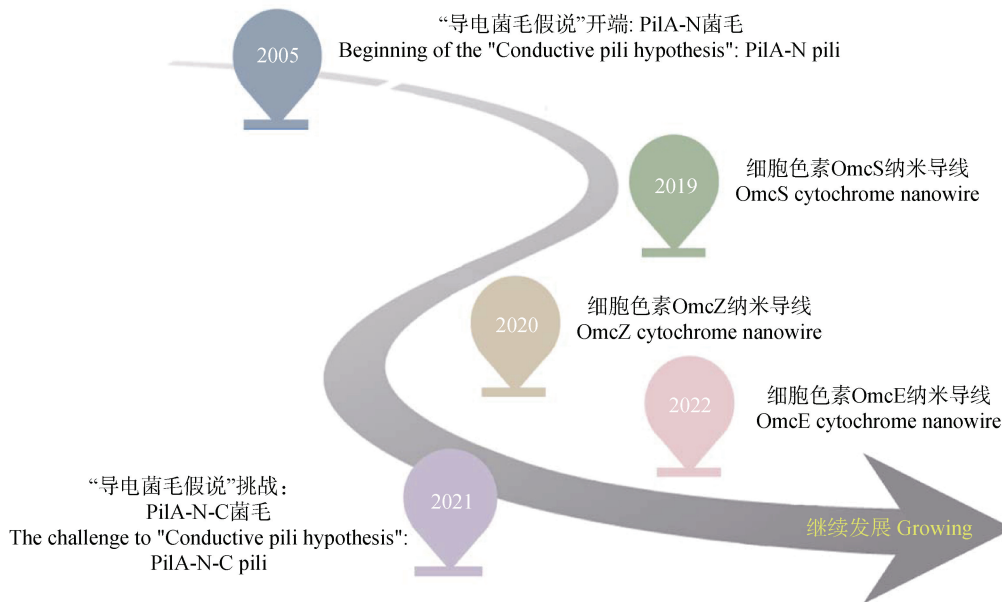 2005
“导电菌毛假说”开端: PilA-N菌毛
Beginning of the "Conductive pili hypothesis": PilA-N pili
2019
细胞色素OmcS纳米导线
OmcS cytochrome nanowire
2020
细胞色素OmcZ纳米导线
OmcZ cytochrome nanowire
2022
细胞色素OmcE纳米导线
OmcE cytochrome nanowire
2021
“导电菌毛假说”挑战：
PilA-N-C菌毛
The challenge to "Conductive pili hypothesis":
PilA-N-C pili
继续发展 Growing